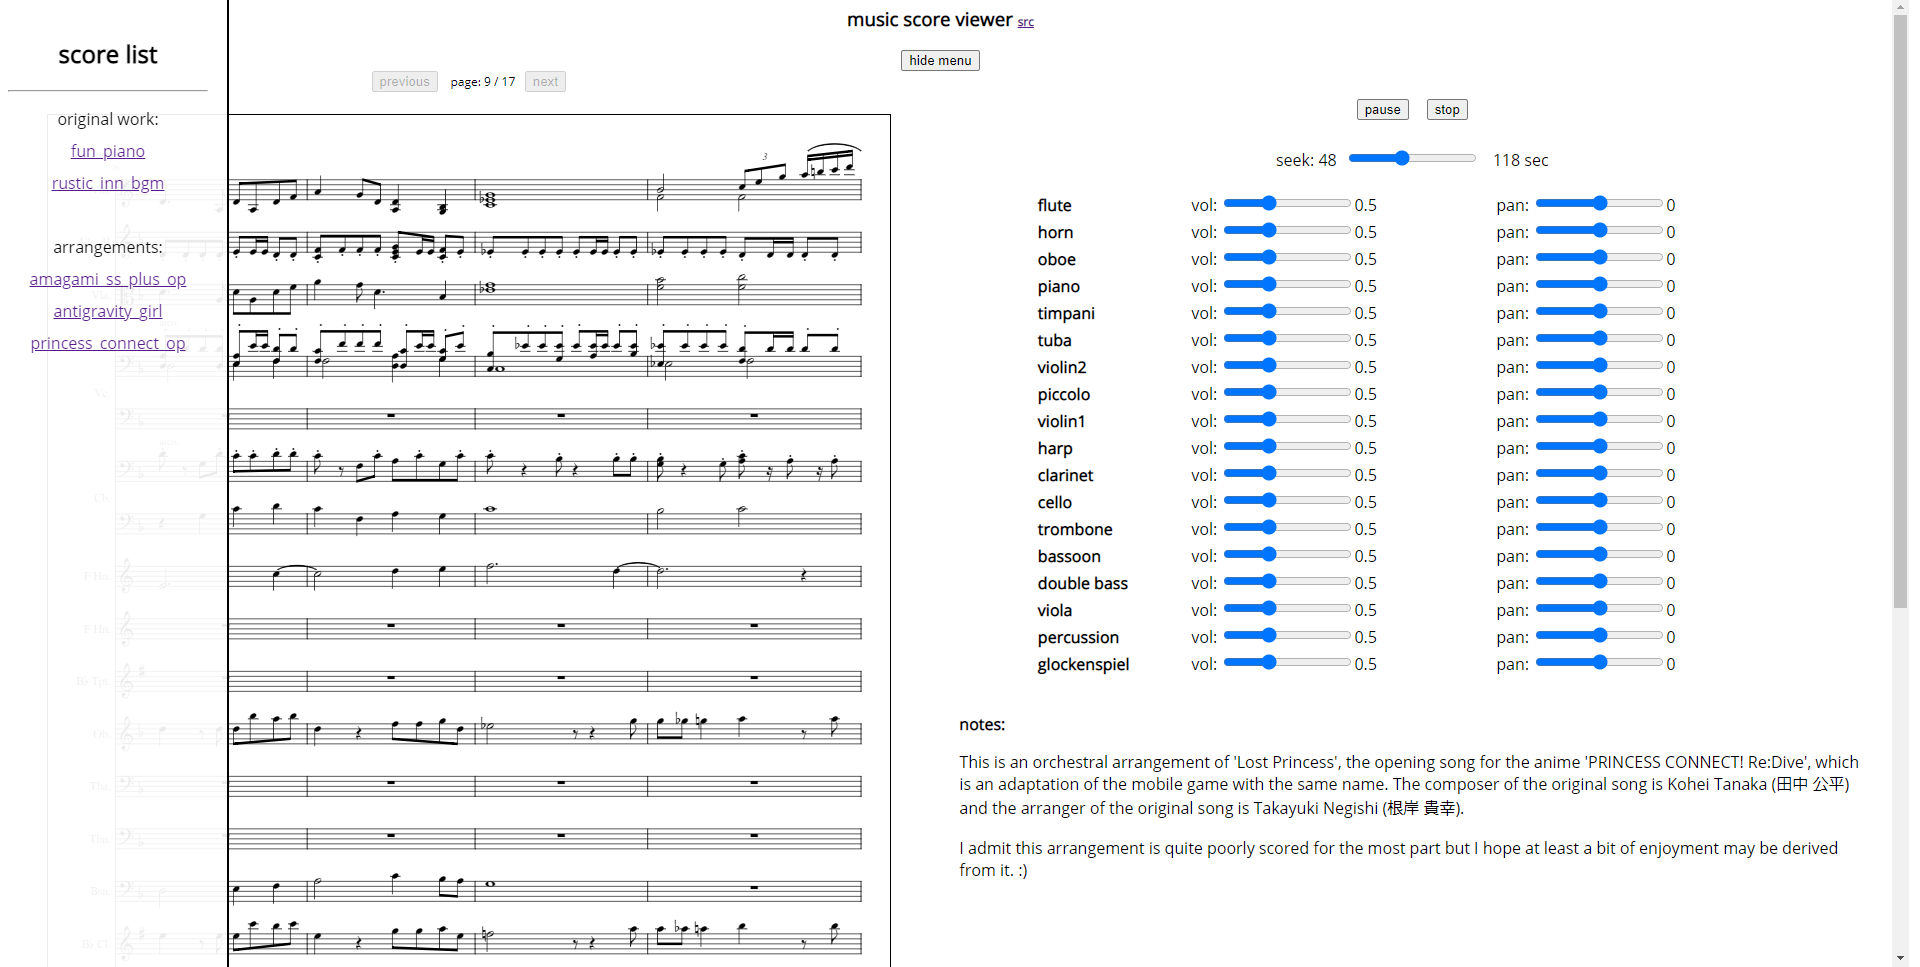 music score viewer src
hide menu
score list
original work:
fun_piano
rustic_inn_bgm
arrangements:
amagami_ss_plus_op
antigravity_girl
princess_connect_op
previous page: 9 / 17 next
3
Vc.
Cb.
F Hn.
F Hn.
B♭ Tpt.
Ob.
Tba.
Tbn.
Bsn.
B♭ Cl.
pause stop
seek: 48 118 sec
flute vol: 0.5 pan: 0
horn vol: 0.5 pan: 0
oboe vol: 0.5 pan: 0
piano vol: 0.5 pan: 0
timpani vol: 0.5 pan: 0
tuba vol: 0.5 pan: 0
violin2 vol: 0.5 pan: 0
piccolo vol: 0.5 pan: 0
violin1 vol: 0.5 pan: 0
harp vol: 0.5 pan: 0
clarinet vol: 0.5 pan: 0
cello vol: 0.5 pan: 0
trombone vol: 0.5 pan: 0
bassoon vol: 0.5 pan: 0
double bass vol: 0.5 pan: 0
viola vol: 0.5 pan: 0
percussion vol: 0.5 pan: 0
glockenspiel vol: 0.5 pan: 0
notes:
This is an orchestral arrangement of 'Lost Princess', the opening song for the anime 'PRINCESS CONNECT! Re:Dive', which
is an adaptation of the mobile game with the same name. The composer of the original song is Kohei Tanaka (田中 公平)
and the arranger of the original song is Takayuki Negishi (根岸 貴幸).
I admit this arrangement is quite poorly scored for the most part but I hope at least a bit of enjoyment may be derived
from it. :)